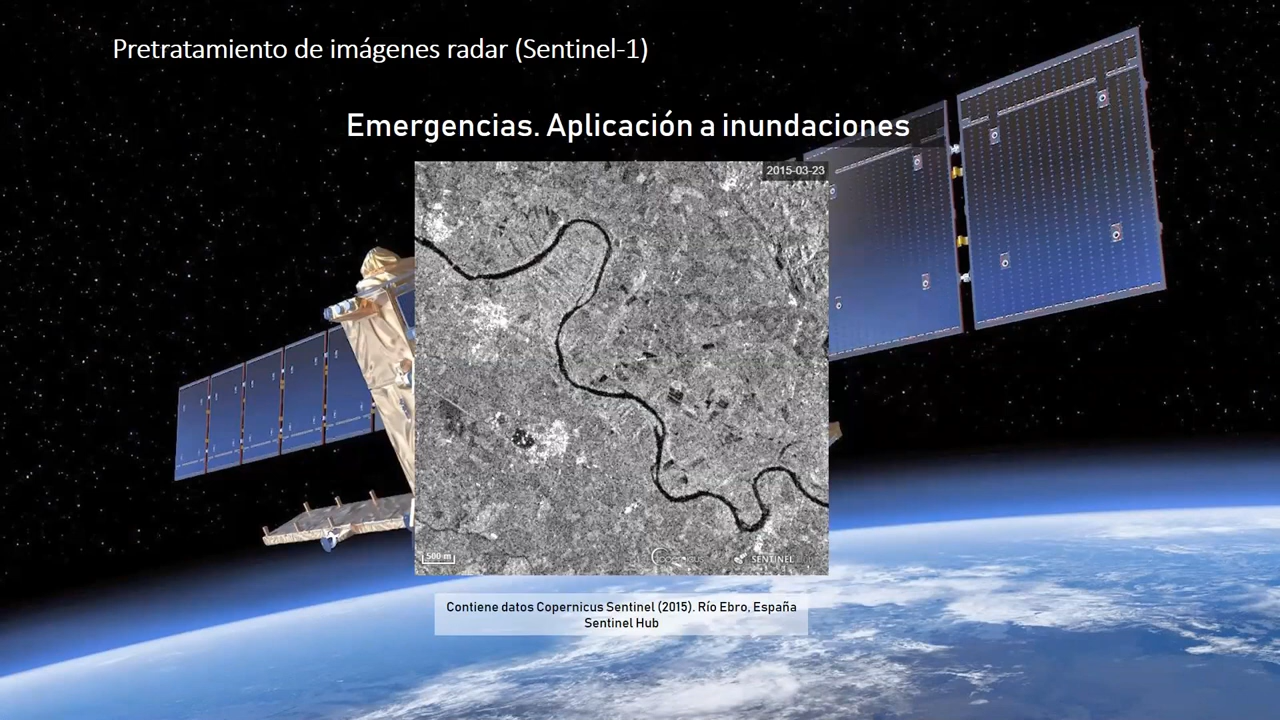 Pretratamiento de imágenes radar (Sentinel-1)
Emergencias. Aplicación a inundaciones
2015-03-23
500 m
SENTINEL
Contiene datos Copernicus Sentinel (2015). Río Ebro, España
Sentinel Hub